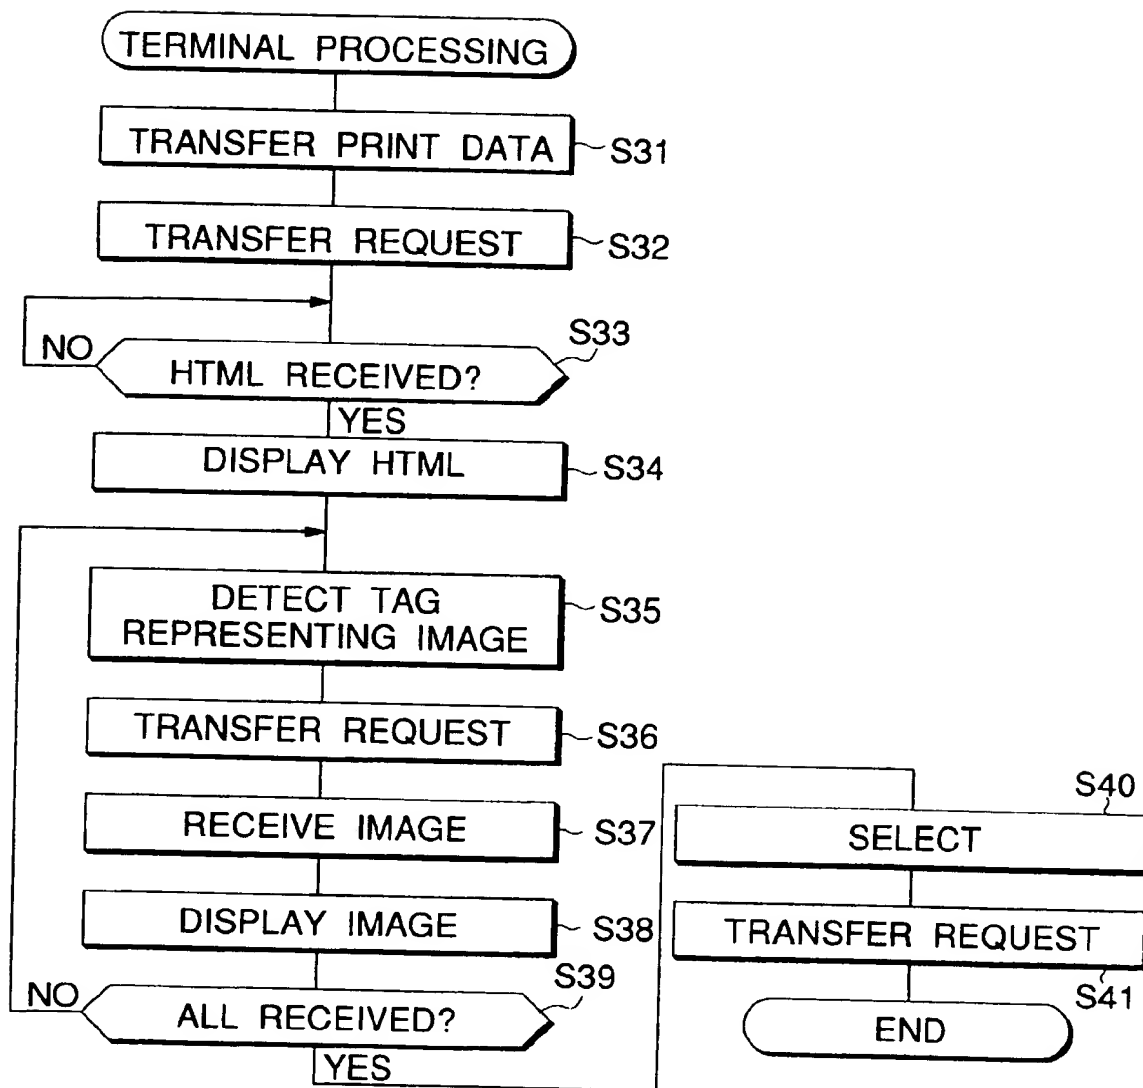 TERMINAL PROCESSING
TRANSFER PRINT DATA
S31
TRANSFER REQUEST
S32
S33
NO
HTML RECEIVED?
YES
DISPLAY HTML
S34
DETECT TAG
REPRESENTING IMAGE
S35
TRANSFER REQUEST
S36
RECEIVE IMAGE
S37
DISPLAY IMAGE
S38
S39
NO
ALL RECEIVED?
YES
S40
SELECT
TRANSFER REQUEST
S41
END